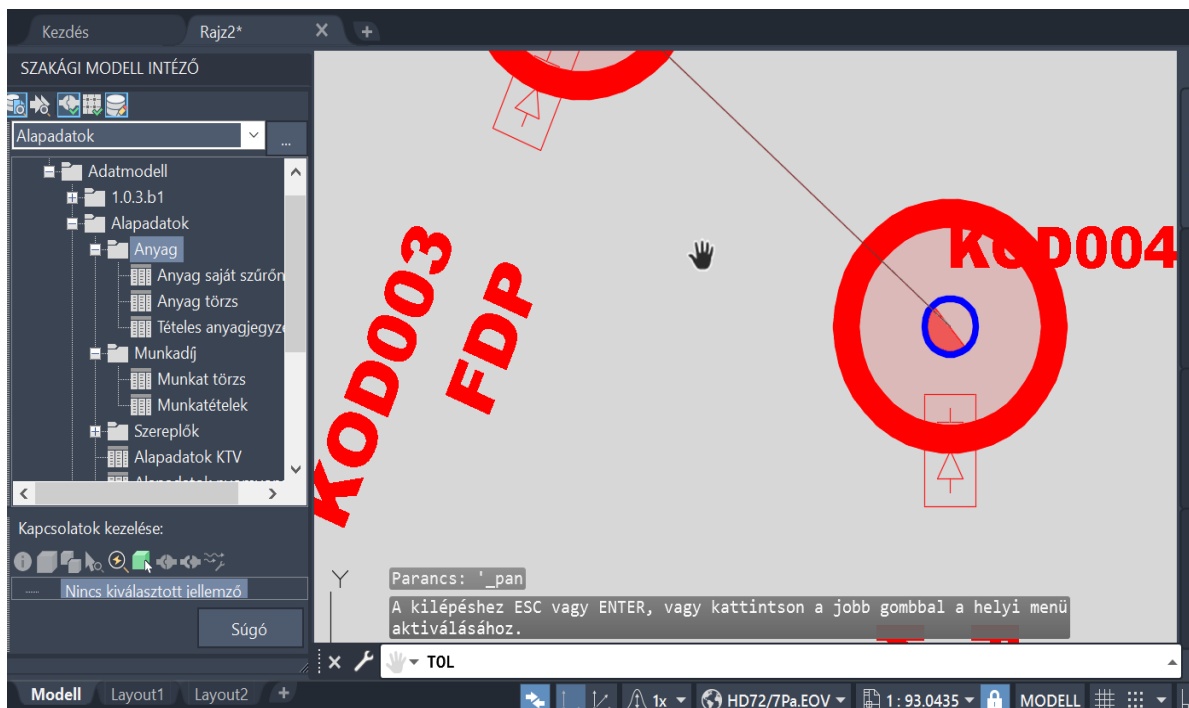 Kezdés
Rajz2*
SZAKÁGI MODELL INTÉZŐ
Alapadatok
...
Adatmodell
1.0.3.b1
Alapadatok
Anyag
Anyag saját szűrőn
Anyag törzs
Tételes anyagjegyz
Munkadíj
Munkat törzs
Munkatételek
Szereplők
Alapadatok KTV
Kapcsolatok kezelése:
Nincs kiválasztott jellemző
Súgó
KOD003
FDP
KOD004
Y
Parancs: '_pan
A kilépéshez ESC vagy ENTER, vagy kattintson a jobb gombbal a helyi menü
aktiválásához.
TOL
Modell
Layout1
Layout2
1x
HD72/7Pa.EOV
1 : 93.0435
MODELL